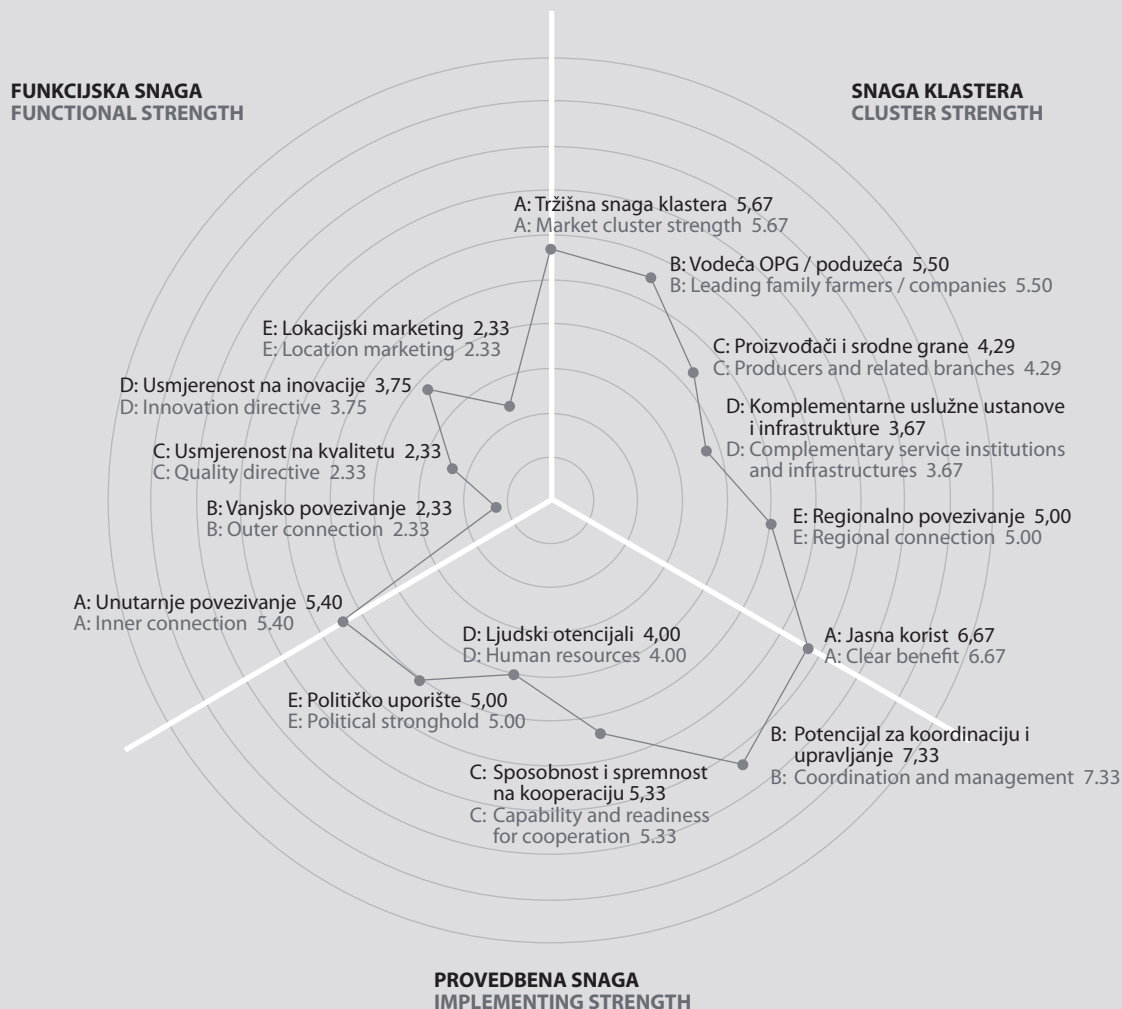 FUNKCIJSKA SNAGA
FUNCTIONAL STRENGTH
SNAGA KLASTERA
CLUSTER STRENGTH
A: Tržišna snaga klastera 5,67
A: Market cluster strength 5.67
B: Vodeća OPG / poduzeća 5,50
B: Leading family farmers / companies 5.50
C: Proizvođači i srodne grane 4,29
C: Producers and related branches 4.29
D: Komplementarne uslužne ustanove
i infrastrukture 3,67
D: Complementary service institutions
and infrastructures 3.67
E: Regionalno povezivanje 5,00
E: Regional connection 5.00
A: Jasna korist 6,67
A: Clear benefit 6.67
B: Potencijal za koordinaciju i
upravljanje 7,33
B: Coordination and management 7.33
C: Sposobnost i spremnost
na kooperaciju 5,33
C: Capability and readiness
for cooperation 5.33
D: Ljudski otencijali 4,00
D: Human resources 4.00
E: Političko uporište 5,00
E: Political stronghold 5.00
A: Unutarnje povezivanje 5,40
A: Inner connection 5.40
B: Vanjsko povezivanje 2,33
B: Outer connection 2.33
C: Usmjerenost na kvalitetu 2,33
C: Quality directive 2.33
D: Usmjerenost na inovacije 3,75
D: Innovation directive 3.75
E: Lokacijski marketing 2,33
E: Location marketing 2.33
PROVEDBENA SNAGA
IMPLEMENTING STRENGTH